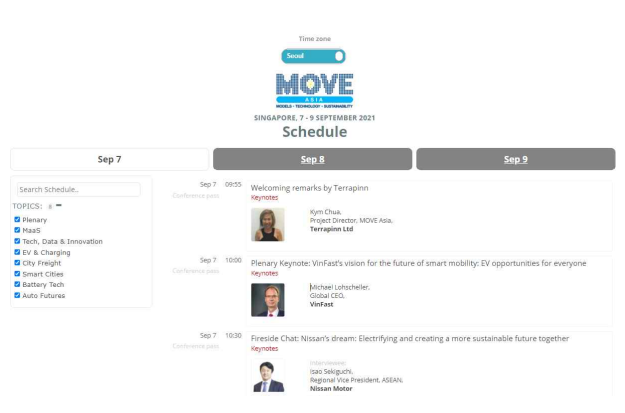 Time zone
Seoul
MOVE
ASIA
MODELS - TECHNOLOGY - SUSTAINABILITY
SINGAPORE, 7 - 9 SEPTEMBER 2021
Schedule
Sep 7
Sep 8
Sep 9
Search Schedule..
TOPICS:
Plenary
MaaS
Tech, Data & Innovation
EV & Charging
City Freight
Smart Cities
Battery Tech
Auto Futures
Sep 7 09:55 Welcoming remarks by Terrapinn
Conference pass
Keynotes
Kym Chua,
Project Director, MOVE Asia,
Terrapinn Ltd
Sep 7 10:00 Plenary Keynote: VinFast's vision for the future of smart mobility: EV opportunities for everyone
Conference pass
Keynotes
Michael Lohscheller,
Global CEO,
VinFast
Sep 7 10:30 Fireside Chat: Nissan's dream: Electrifying and creating a more sustainable future together
Conference pass
Keynotes
Interviewee:
Isao Sekiguchi,
Regional Vice President, ASEAN,
Nissan Motor